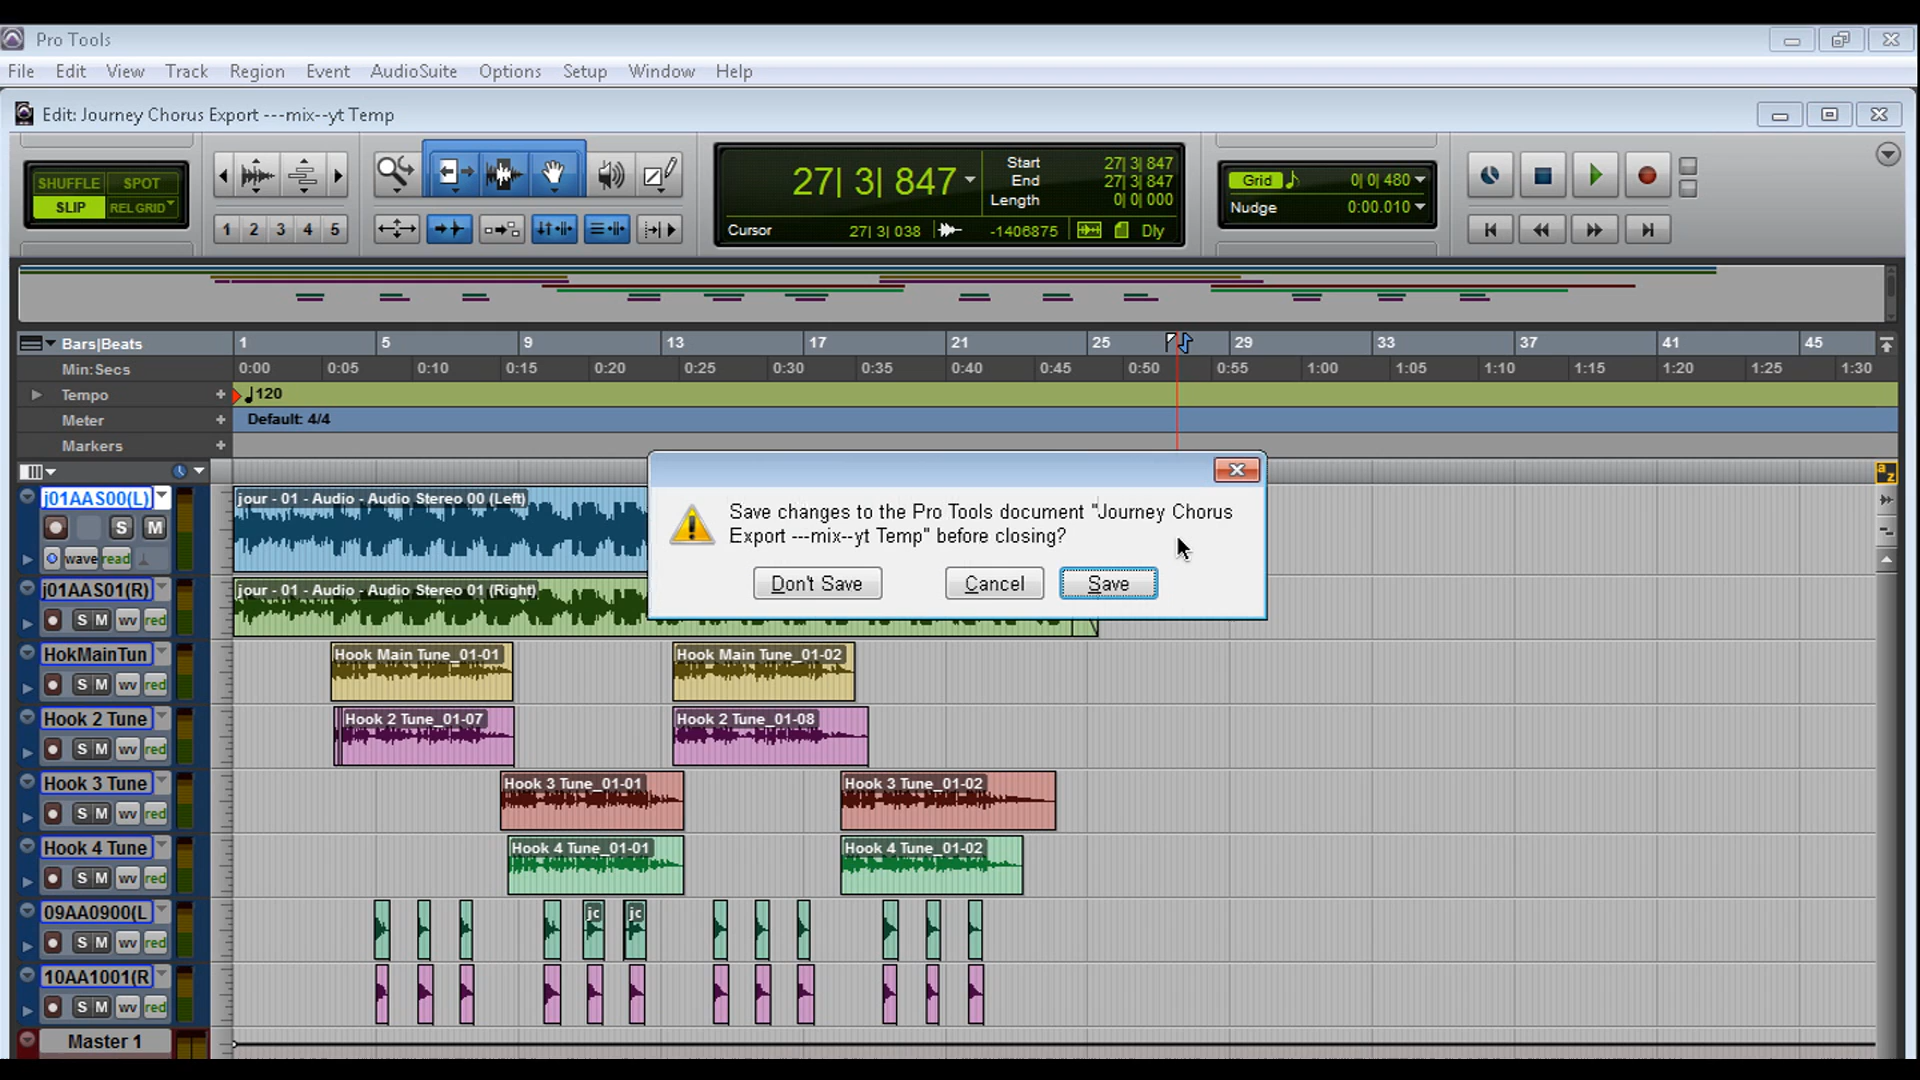 Pro Tools
File Edit View Track Region Event AudioSuite Options Setup Window Help
Edit: Journey Chorus Export ---mix--yt Temp
SHUFFLE SPOT
SLIP REL GRID
1 2 3 4 5
27| 3| 847
Start 27| 3| 847
End 27| 3| 847
Length 0| 0| 000
Cursor 27| 3| 038 -1406875 Dly
Grid 0| 0| 480
Nudge 0:00.010
Bars|Beats 1 5 9 13 17 21 25 29 33 37 41 45
Min:Secs 0:00 0:05 0:10 0:15 0:20 0:25 0:30 0:35 0:40 0:45 0:50 0:55 1:00 1:05 1:10 1:15 1:20 1:25 1:30
Tempo + 120
Meter + Default: 4/4
Markers +
a z
Save changes to the Pro Tools document "Journey Chorus
Export ---mix--yt Temp" before closing?
Don't Save Cancel Save
j01AAS00(L) jour - 01 - Audio - Audio Stereo 00 (Left)
S M
wave read
j01AAS01(R) jour - 01 - Audio - Audio Stereo 01 (Right)
S M wv red
HokMainTun Hook Main Tune_01-01 Hook Main Tune_01-02
S M wv red
Hook 2 Tune Hook 2 Tune_01-07 Hook 2 Tune_01-08
S M wv red
Hook 3 Tune Hook 3 Tune_01-01 Hook 3 Tune_01-02
S M wv red
Hook 4 Tune Hook 4 Tune_01-01 Hook 4 Tune_01-02
S M wv red
09AA0900(L jc jc
S M wv red
10AA1001(R
S M wv red
Master 1